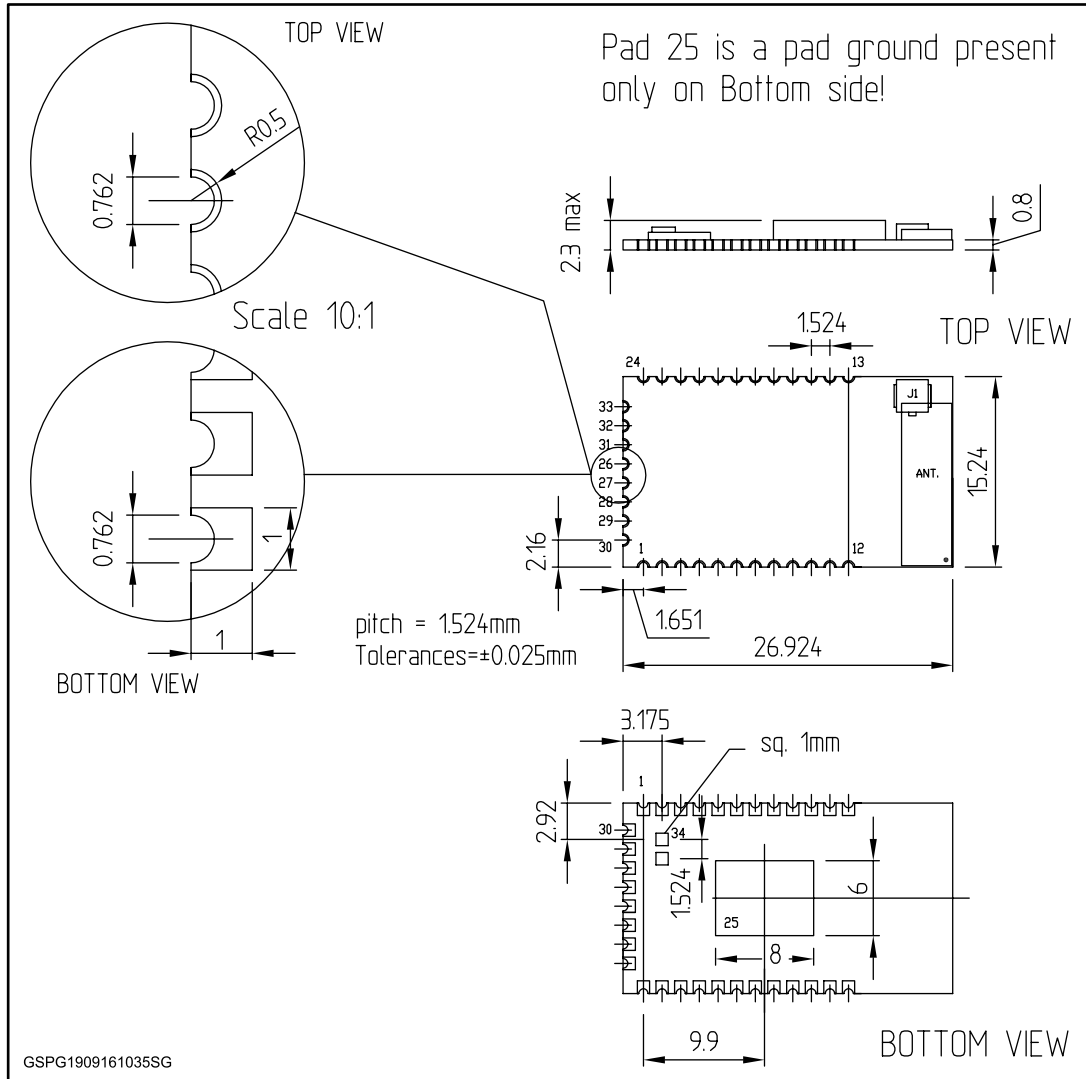 TOP VIEW
Pad 25 is a pad ground present
only on Bottom side!
R0.5
0.762
2.3 max
0.8
Scale 10:1
1.524
TOP VIEW
24
13
33
32
31
26
27
28
29
30
1
12
J1
ANT.
15.24
2.16
1.651
26.924
0.762
1
1
pitch = 1.524mm
Tolerances=±0.025mm
BOTTOM VIEW
3.175
sq. 1mm
1
2.92
30
34
1.524
25
6
8
9.9
BOTTOM VIEW
GSPG1909161035SG